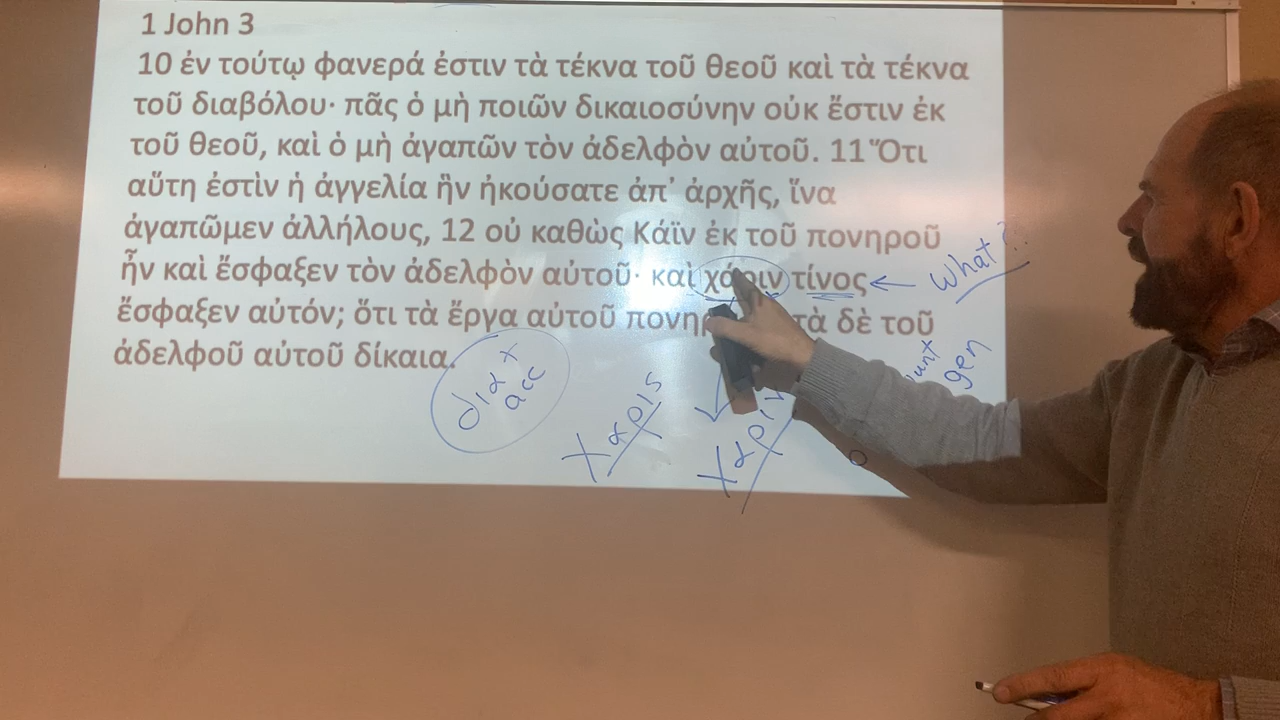 1 John 3
10 ἐν τούτῳ φανερά ἐστιν τὰ τέκνα τοῦ θεοῦ καὶ τὰ τέκνα
τοῦ διαβόλου· πᾶς ὁ μὴ ποιῶν δικαιοσύνην οὐκ ἔστιν ἐκ
τοῦ θεοῦ, καὶ ὁ μὴ ἀγαπῶν τὸν ἀδελφὸν αὐτοῦ. 11 Ὅτι
αὕτη ἐστὶν ἡ ἀγγελία ἣν ἠκούσατε ἀπ᾽ ἀρχῆς, ἵνα
ἀγαπῶμεν ἀλλήλους, 12 οὐ καθὼς Κάϊν ἐκ τοῦ πονηροῦ
ἦν καὶ ἔσφαξεν τὸν ἀδελφὸν αὐτοῦ· καὶ χάριν τίνος
What?
ἔσφαξεν αὐτόν; ὅτι τὰ ἔργα αὐτοῦ τὰ δὲ τοῦ
ἀδελφοῦ αὐτοῦ δίκαια.
gen
δια +
acc
χαρις
χαριν